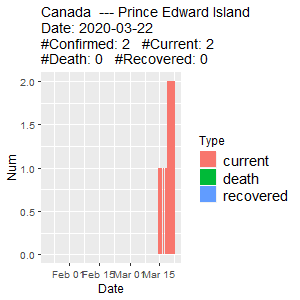 Canada  --- Prince Edward Island
Date: 2020-03-22
#Confirmed: 2   #Current: 2
#Death: 0   #Recovered: 0
2.0
1.5
1.0
0.5
0.0
Num
Feb 01 Feb 15 Mar 01 Mar 15
Date
Type
current
death
recovered